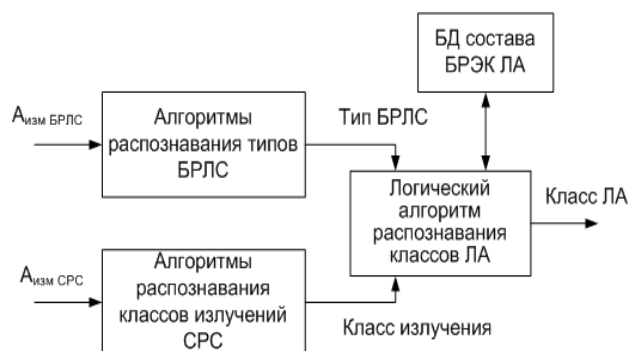 БД состава
БРЭК ЛА
Aизм БРЛС
Алгоритмы
распознавания типов
БРЛС
Тип БРЛС
Логический
алгоритм
распознавания
классов ЛА
Класс ЛА
Aизм СРС
Алгоритмы
распознавания
классов излучений
СРС
Класс излучения